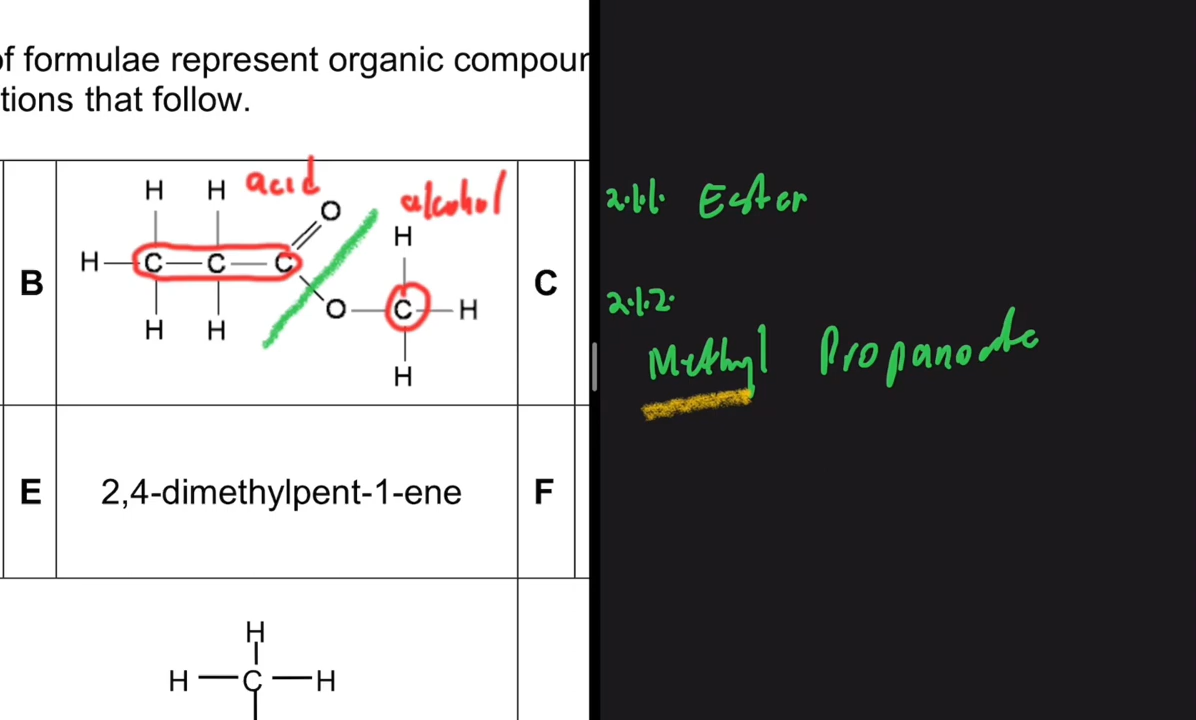 of formulae represent organic compour
tions that follow.
acid
alcohol
H H O H
B H C C C C
O C H
H H
H
2.1.1. Ester
2.1.2.
Methyl Propanoate
E 2,4-dimethylpent-1-ene F
H
H C H